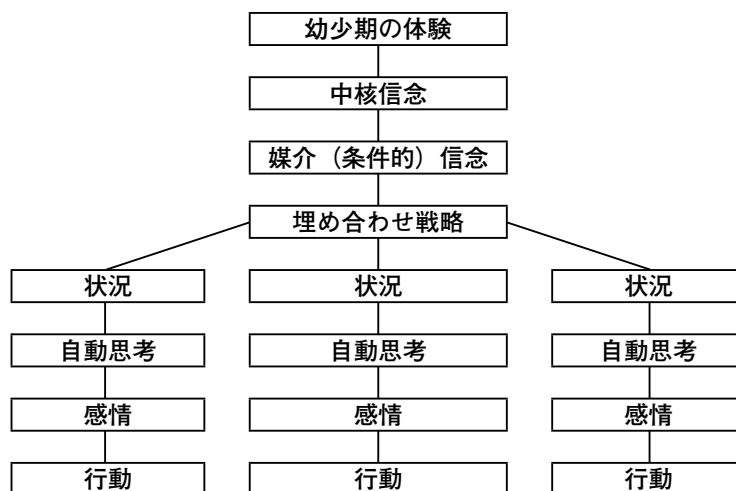 幼少期の体験
中核信念
媒介（条件的）信念
埋め合わせ戦略
状況 状況 状況
自動思考 自動思考 自動思考
感情 感情 感情
行動 行動 行動